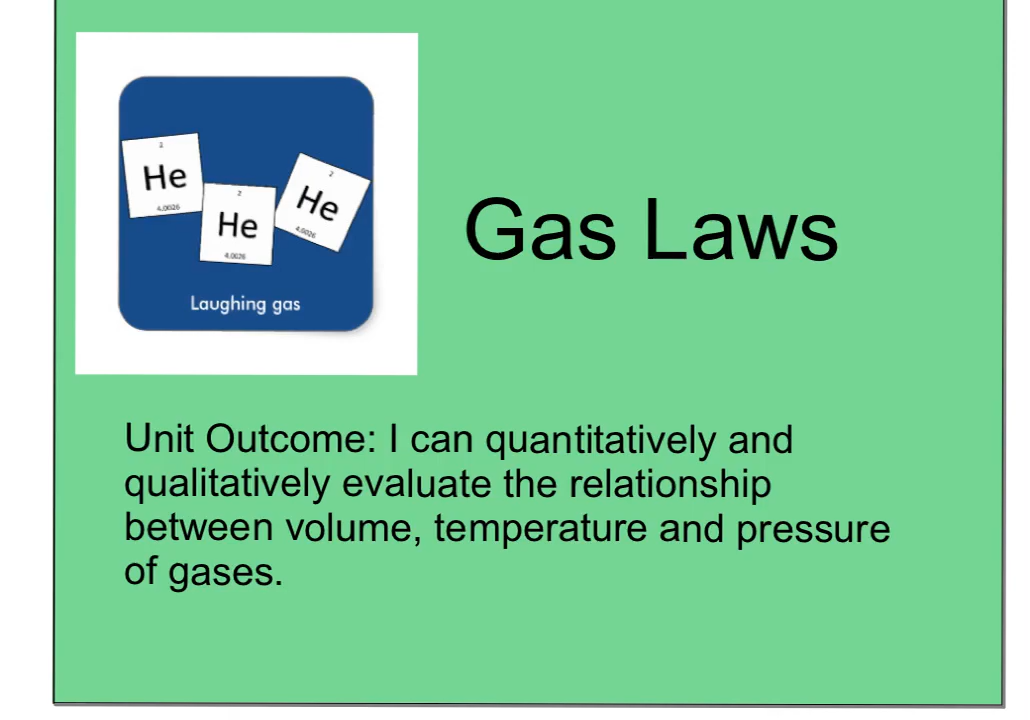 2
He
4.0026
2
He
4.0026
2
He
4.0026
Laughing gas
Gas Laws
Unit Outcome: I can quantitatively and
qualitatively evaluate the relationship
between volume, temperature and pressure
of gases.